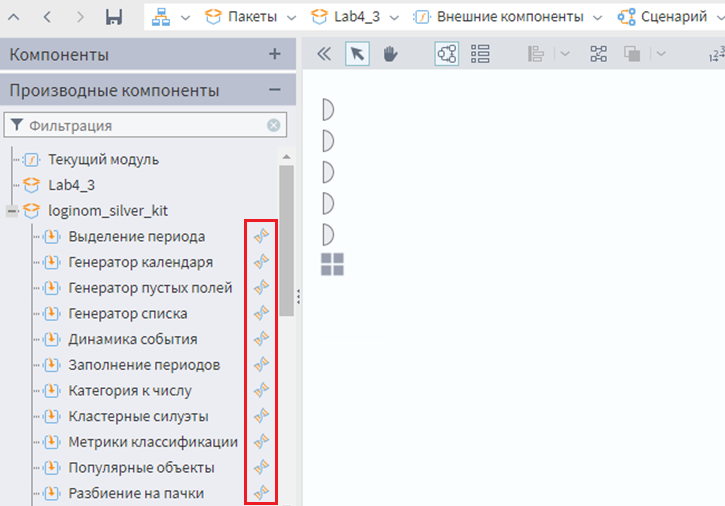 Пакеты Lab4_3 Внешние компоненты Сценарий
Компоненты
Производные компоненты
Фильтрация
Текущий модуль
Lab4_3
loginom_silver_kit
Выделение периода
Генератор календаря
Генератор пустых полей
Генератор списка
Динамика события
Заполнение периодов
Категория к числу
Кластерные силуэты
Метрики классификации
Популярные объекты
Разбиение на пачки